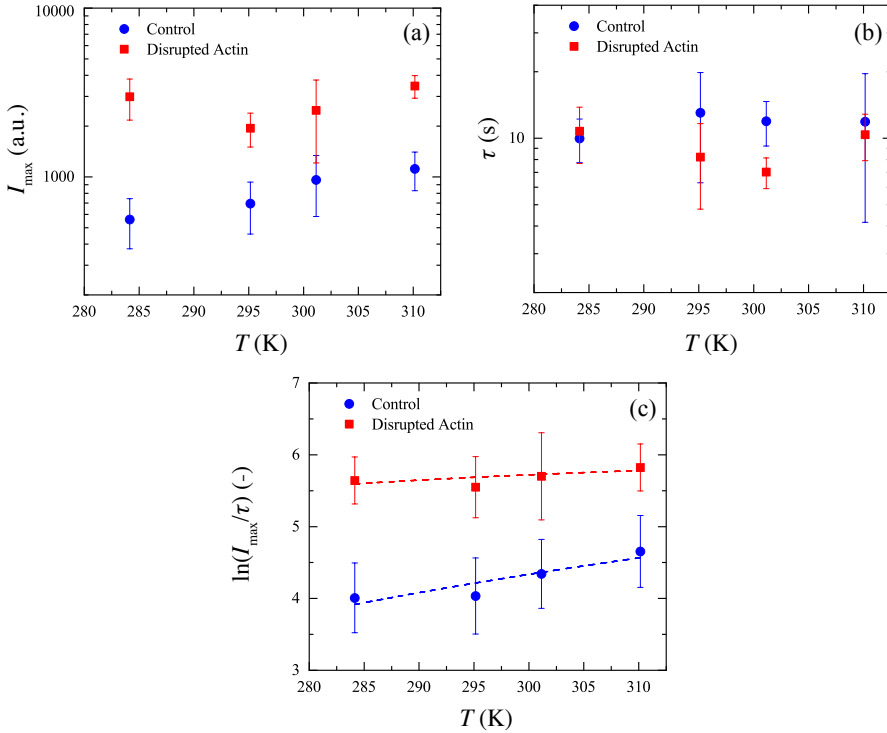 (a)
Control
Disrupted Actin
10000
1000
I_max (a.u.)
280 285 290 295 300 305 310
T (K)
(b)
Control
Disrupted Actin
10
τ (s)
280 285 290 295 300 305 310
T (K)
(c)
Control
Disrupted Actin
7
6
5
4
3
ln(I_max/τ) (-)
280 285 290 295 300 305 310
T (K)